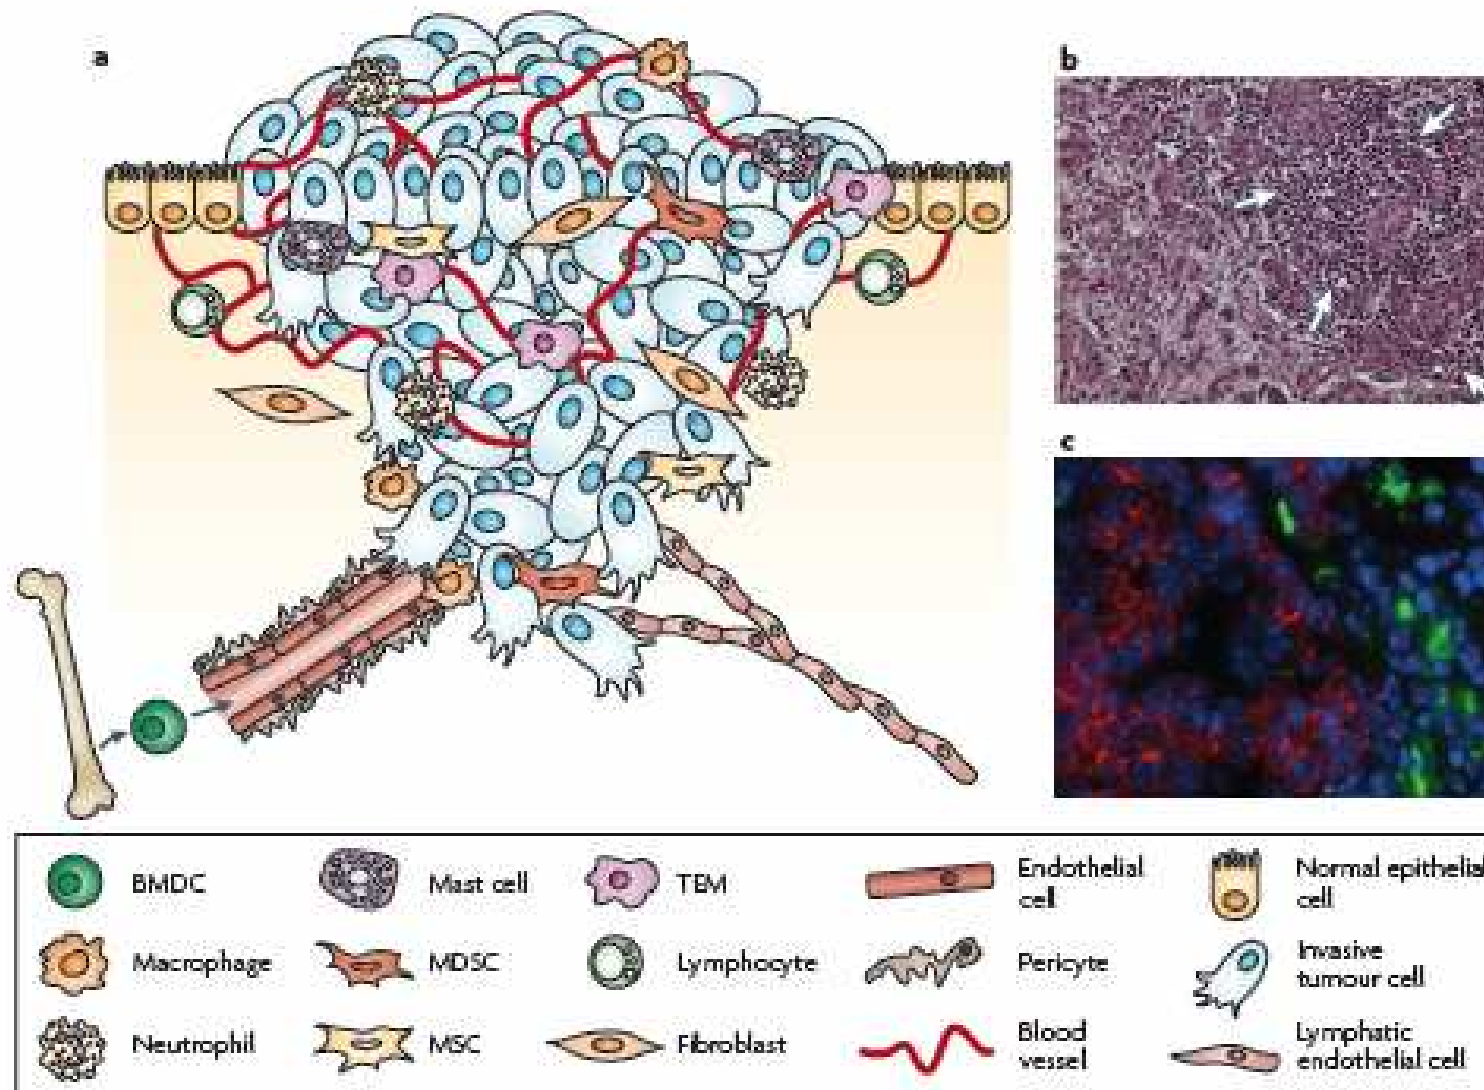 a
b
c
BMDC
Mast cell
TEM
Endothelial
cell
Normal epithelial
cell
Macrophage
MDSC
Lymphocyte
Pericyte
Invasive
tumour cell
Neutrophil
MSC
Fibroblast
Blood
vessel
Lymphatic
endothelial cell